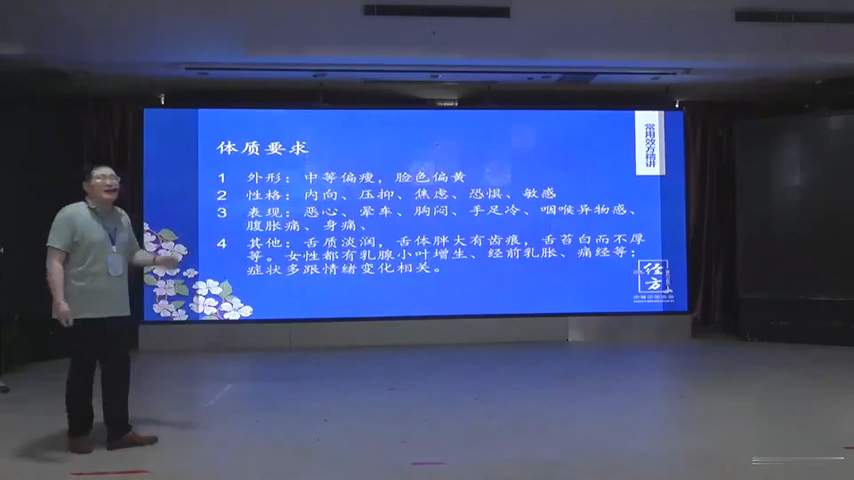 体质要求
常用效方精讲
1 外形：中等偏瘦，脸色偏黄
2 性格：内向、压抑、焦虑、恐惧、敏感
3 表现：恶心、晕车、胸闷、手足冷、咽喉异物感、
腹胀痛、身痛、
4 其他：舌质淡润，舌体胖大有齿痕，舌苔白而不厚
等。女性都有乳腺小叶增生、经前乳胀、痛经等；
症状多跟情绪变化相关。
经方